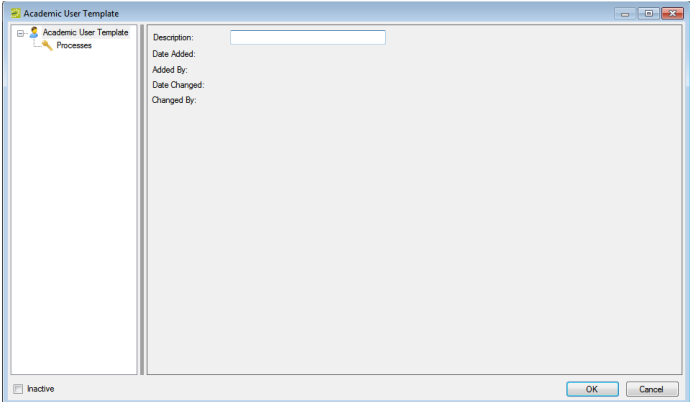 Academic User Template
Academic User Template
Processes
Description:
Date Added:
Added By:
Date Changed:
Changed By:
Inactive
OK
Cancel